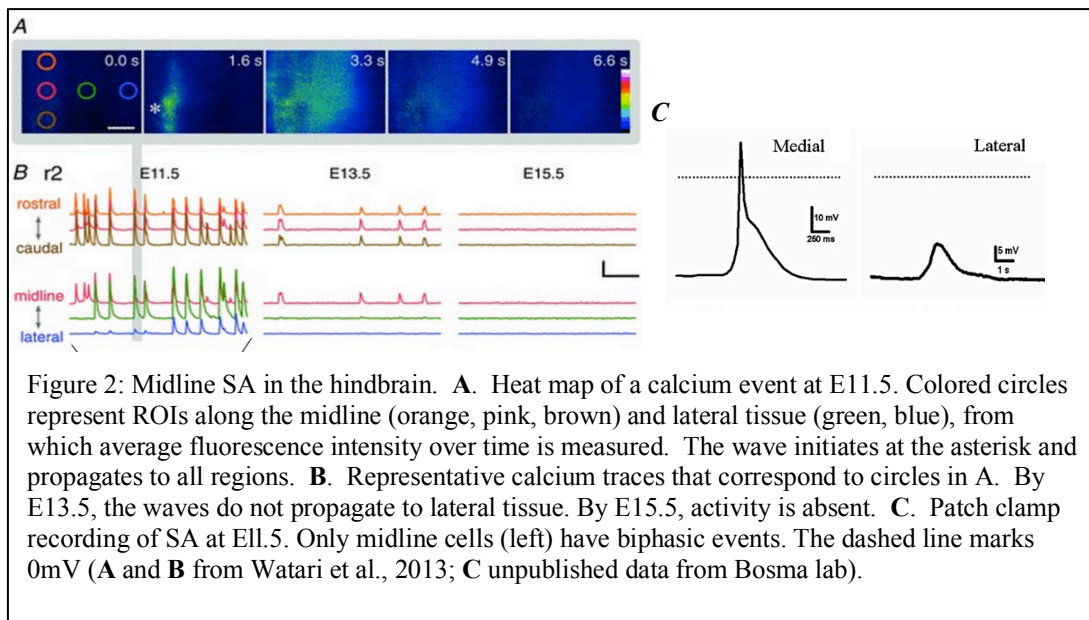 A
0.0 s
1.6 s
3.3 s
4.9 s
6.6 s
*
B r2
E11.5
E13.5
E15.5
rostral
caudal
midline
lateral
C
Medial
Lateral
10 mV
250 ms
5 mV
1 s
Figure 2: Midline SA in the hindbrain. A. Heat map of a calcium event at E11.5. Colored circles
represent ROIs along the midline (orange, pink, brown) and lateral tissue (green, blue), from
which average fluorescence intensity over time is measured. The wave initiates at the asterisk and
propagates to all regions. B. Representative calcium traces that correspond to circles in A. By
E13.5, the waves do not propagate to lateral tissue. By E15.5, activity is absent. C. Patch clamp
recording of SA at Ell.5. Only midline cells (left) have biphasic events. The dashed line marks
0mV (A and B from Watari et al., 2013; C unpublished data from Bosma lab).